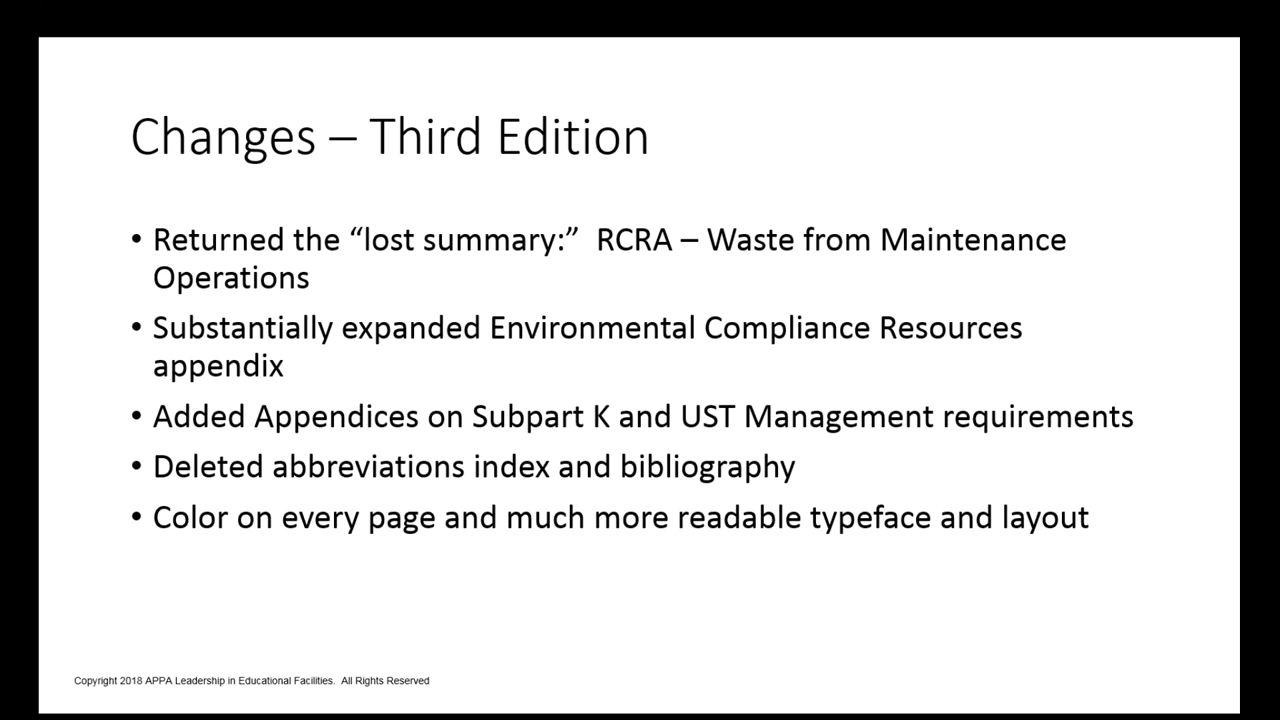 Changes – Third Edition
• Returned the “lost summary:”  RCRA – Waste from Maintenance
Operations
• Substantially expanded Environmental Compliance Resources
appendix
• Added Appendices on Subpart K and UST Management requirements
• Deleted abbreviations index and bibliography
• Color on every page and much more readable typeface and layout
Copyright 2018 APPA Leadership in Educational Facilities.  All Rights Reserved